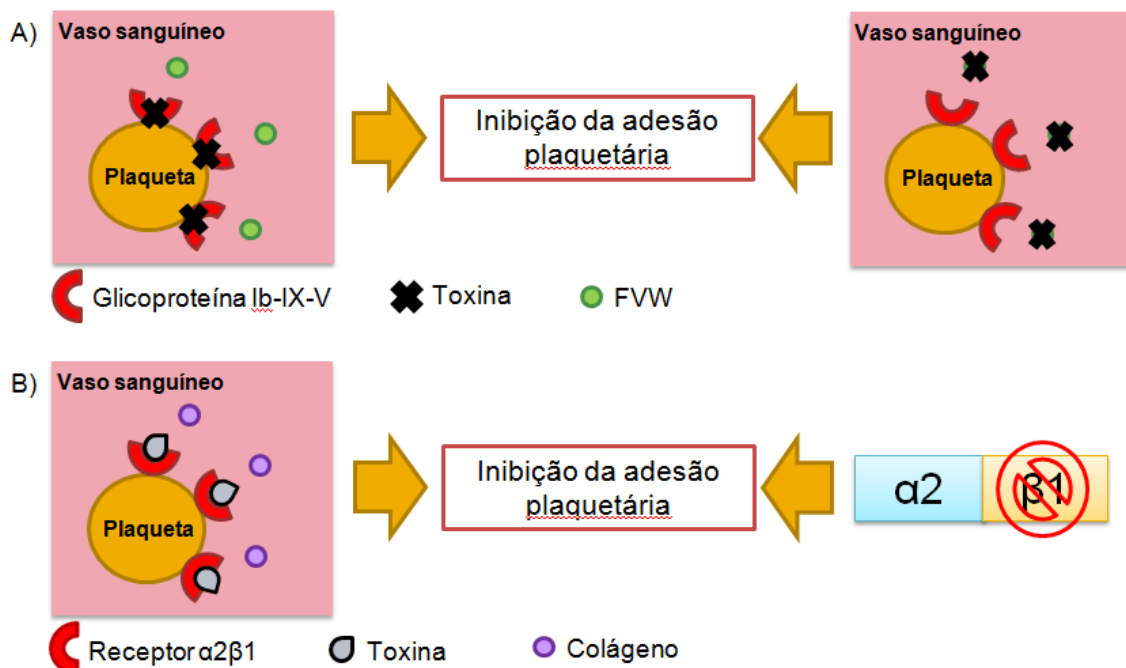 A)
Vaso sanguíneo
Plaqueta
Inibição da adesão
plaquetária
Vaso sanguíneo
Plaqueta
Glicoproteína Ib-IX-V
Toxina
FVW
B)
Vaso sanguíneo
Plaqueta
Inibição da adesão
plaquetária
α2
β1
Receptor α2β1
Toxina
Colágeno